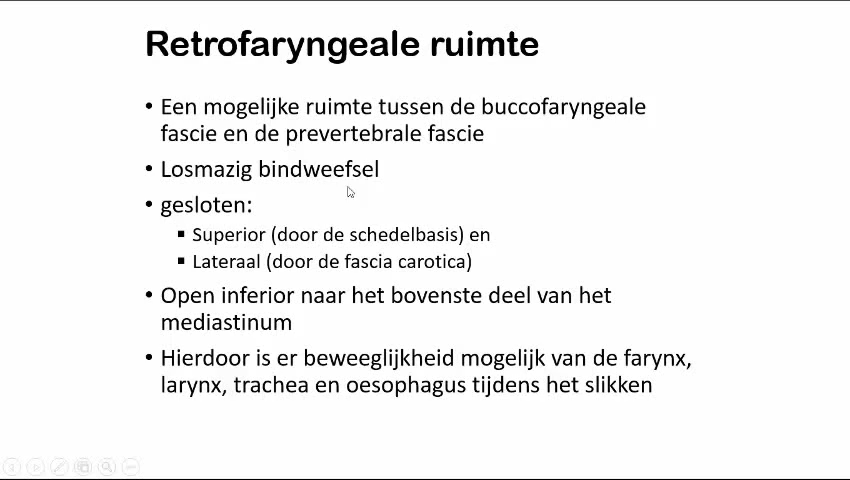 Retrofaryngeale ruimte
• Een mogelijke ruimte tussen de buccofaryngeale
fascie en de prevertebrale fascie
• Losmazig bindweefsel
• gesloten:
▪ Superior (door de schedelbasis) en
▪ Lateraal (door de fascia carotica)
• Open inferior naar het bovenste deel van het
mediastinum
• Hierdoor is er beweeglijkheid mogelijk van de farynx,
larynx, trachea en oesophagus tijdens het slikken